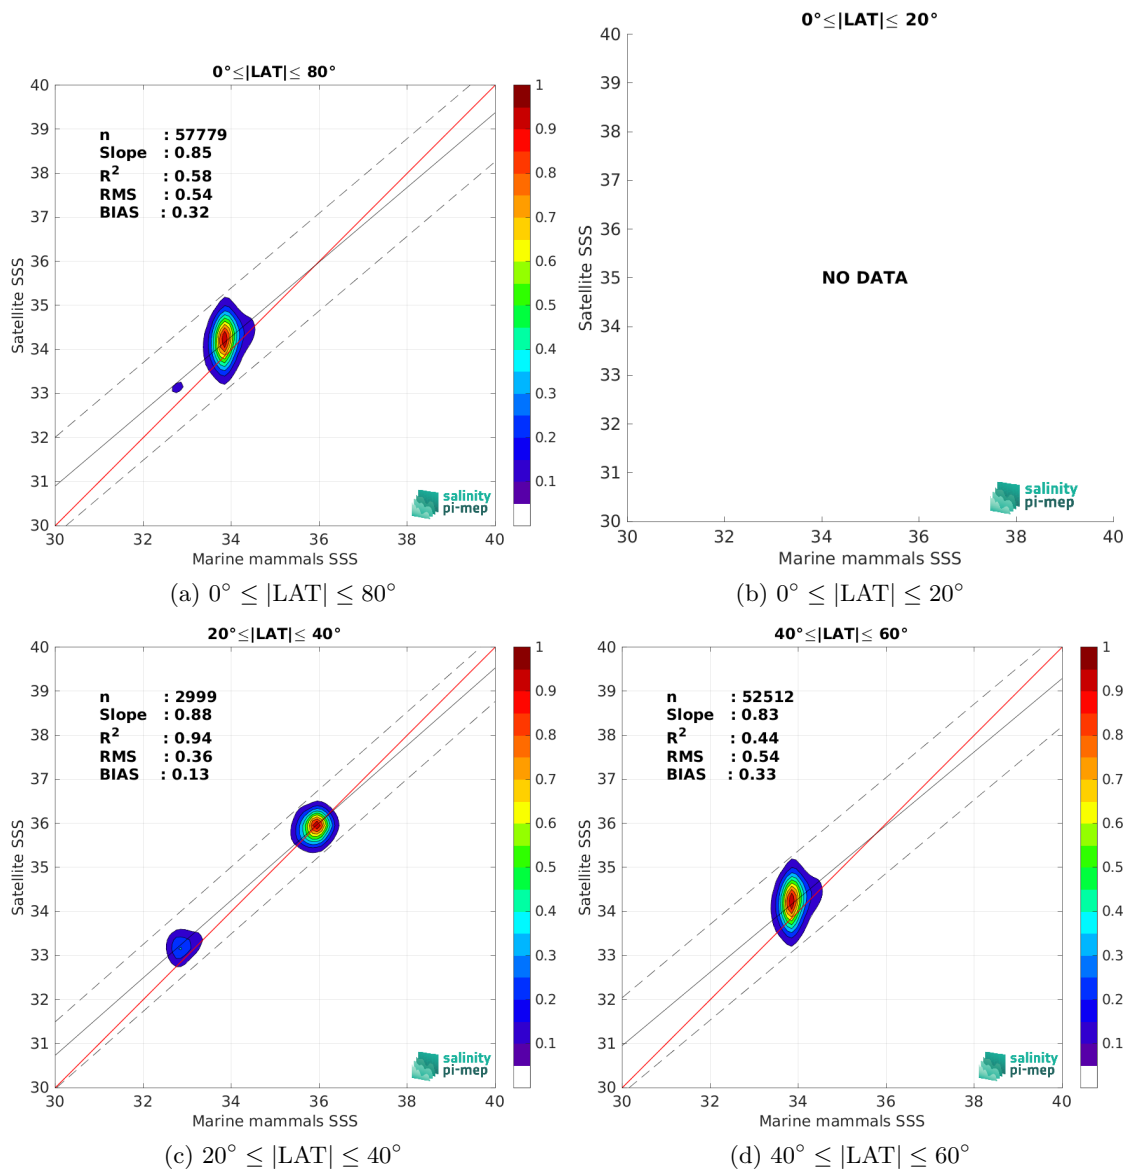 0°≤|LAT|≤ 80°
40
39
38
37
36
35
34
33
32
31
30
Satellite SSS
n : 57779
Slope : 0.85
R² : 0.58
RMS : 0.54
BIAS : 0.32
salinity
pi-mep
30 32 34 36 38 40
Marine mammals SSS
1
0.9
0.8
0.7
0.6
0.5
0.4
0.3
0.2
0.1
(a) 0° ≤ |LAT| ≤ 80°
0°≤|LAT|≤ 20°
40
39
38
37
36
35
34
33
32
31
30
Satellite SSS
NO DATA
salinity
pi-mep
30 32 34 36 38 40
Marine mammals SSS
(b) 0° ≤ |LAT| ≤ 20°
20°≤|LAT|≤ 40°
40
39
38
37
36
35
34
33
32
31
30
Satellite SSS
n : 2999
Slope : 0.88
R² : 0.94
RMS : 0.36
BIAS : 0.13
salinity
pi-mep
30 32 34 36 38 40
Marine mammals SSS
1
0.9
0.8
0.7
0.6
0.5
0.4
0.3
0.2
0.1
(c) 20° ≤ |LAT| ≤ 40°
40°≤|LAT|≤ 60°
40
39
38
37
36
35
34
33
32
31
30
Satellite SSS
n : 52512
Slope : 0.83
R² : 0.44
RMS : 0.54
BIAS : 0.33
salinity
pi-mep
30 32 34 36 38 40
Marine mammals SSS
1
0.9
0.8
0.7
0.6
0.5
0.4
0.3
0.2
0.1
(d) 40° ≤ |LAT| ≤ 60°